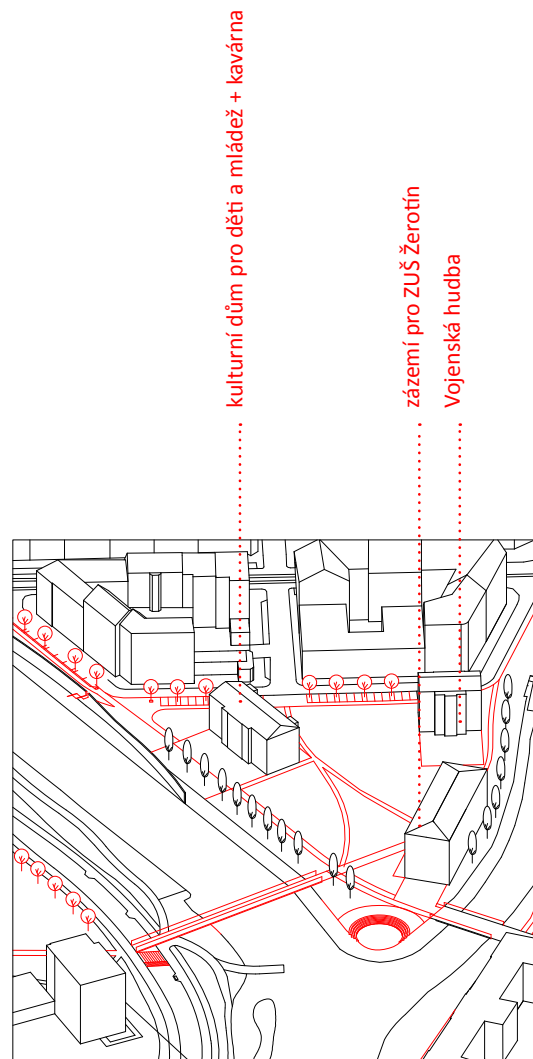 kulturní dům pro děti a mládež + kavárna
zázemí pro ZUŠ Žerotín
Vojenská hudba